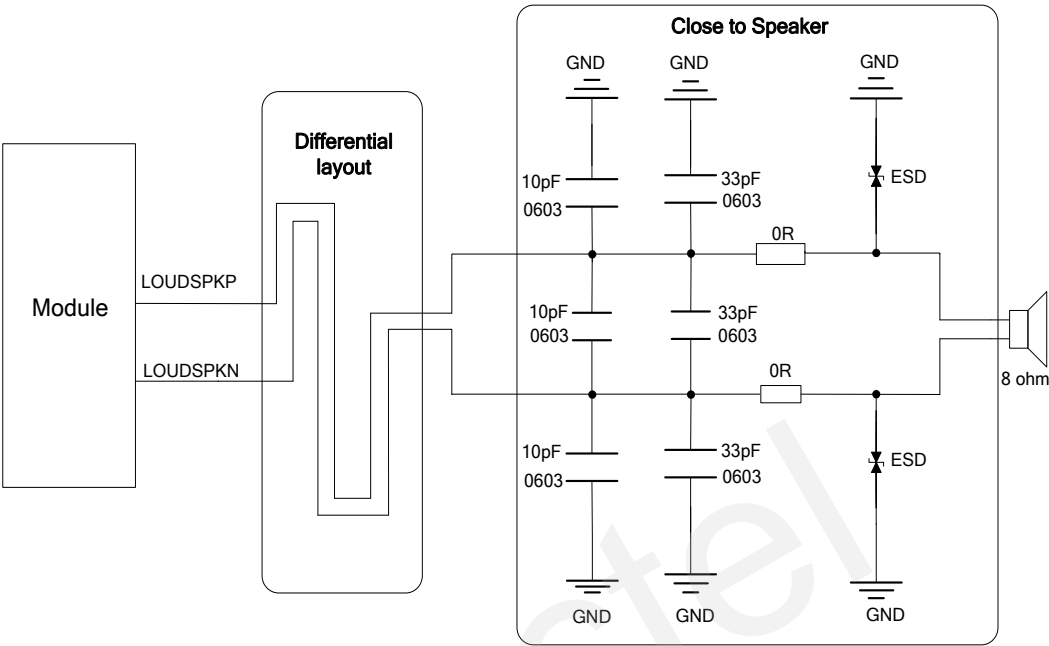 Close to Speaker
GND
GND
GND
Differential
layout
10pF
0603
33pF
0603
ESD
0R
LOUDSPKP
Module
10pF
0603
33pF
0603
LOUDSPKN
0R
8 ohm
10pF
0603
33pF
0603
ESD
GND
GND
GND